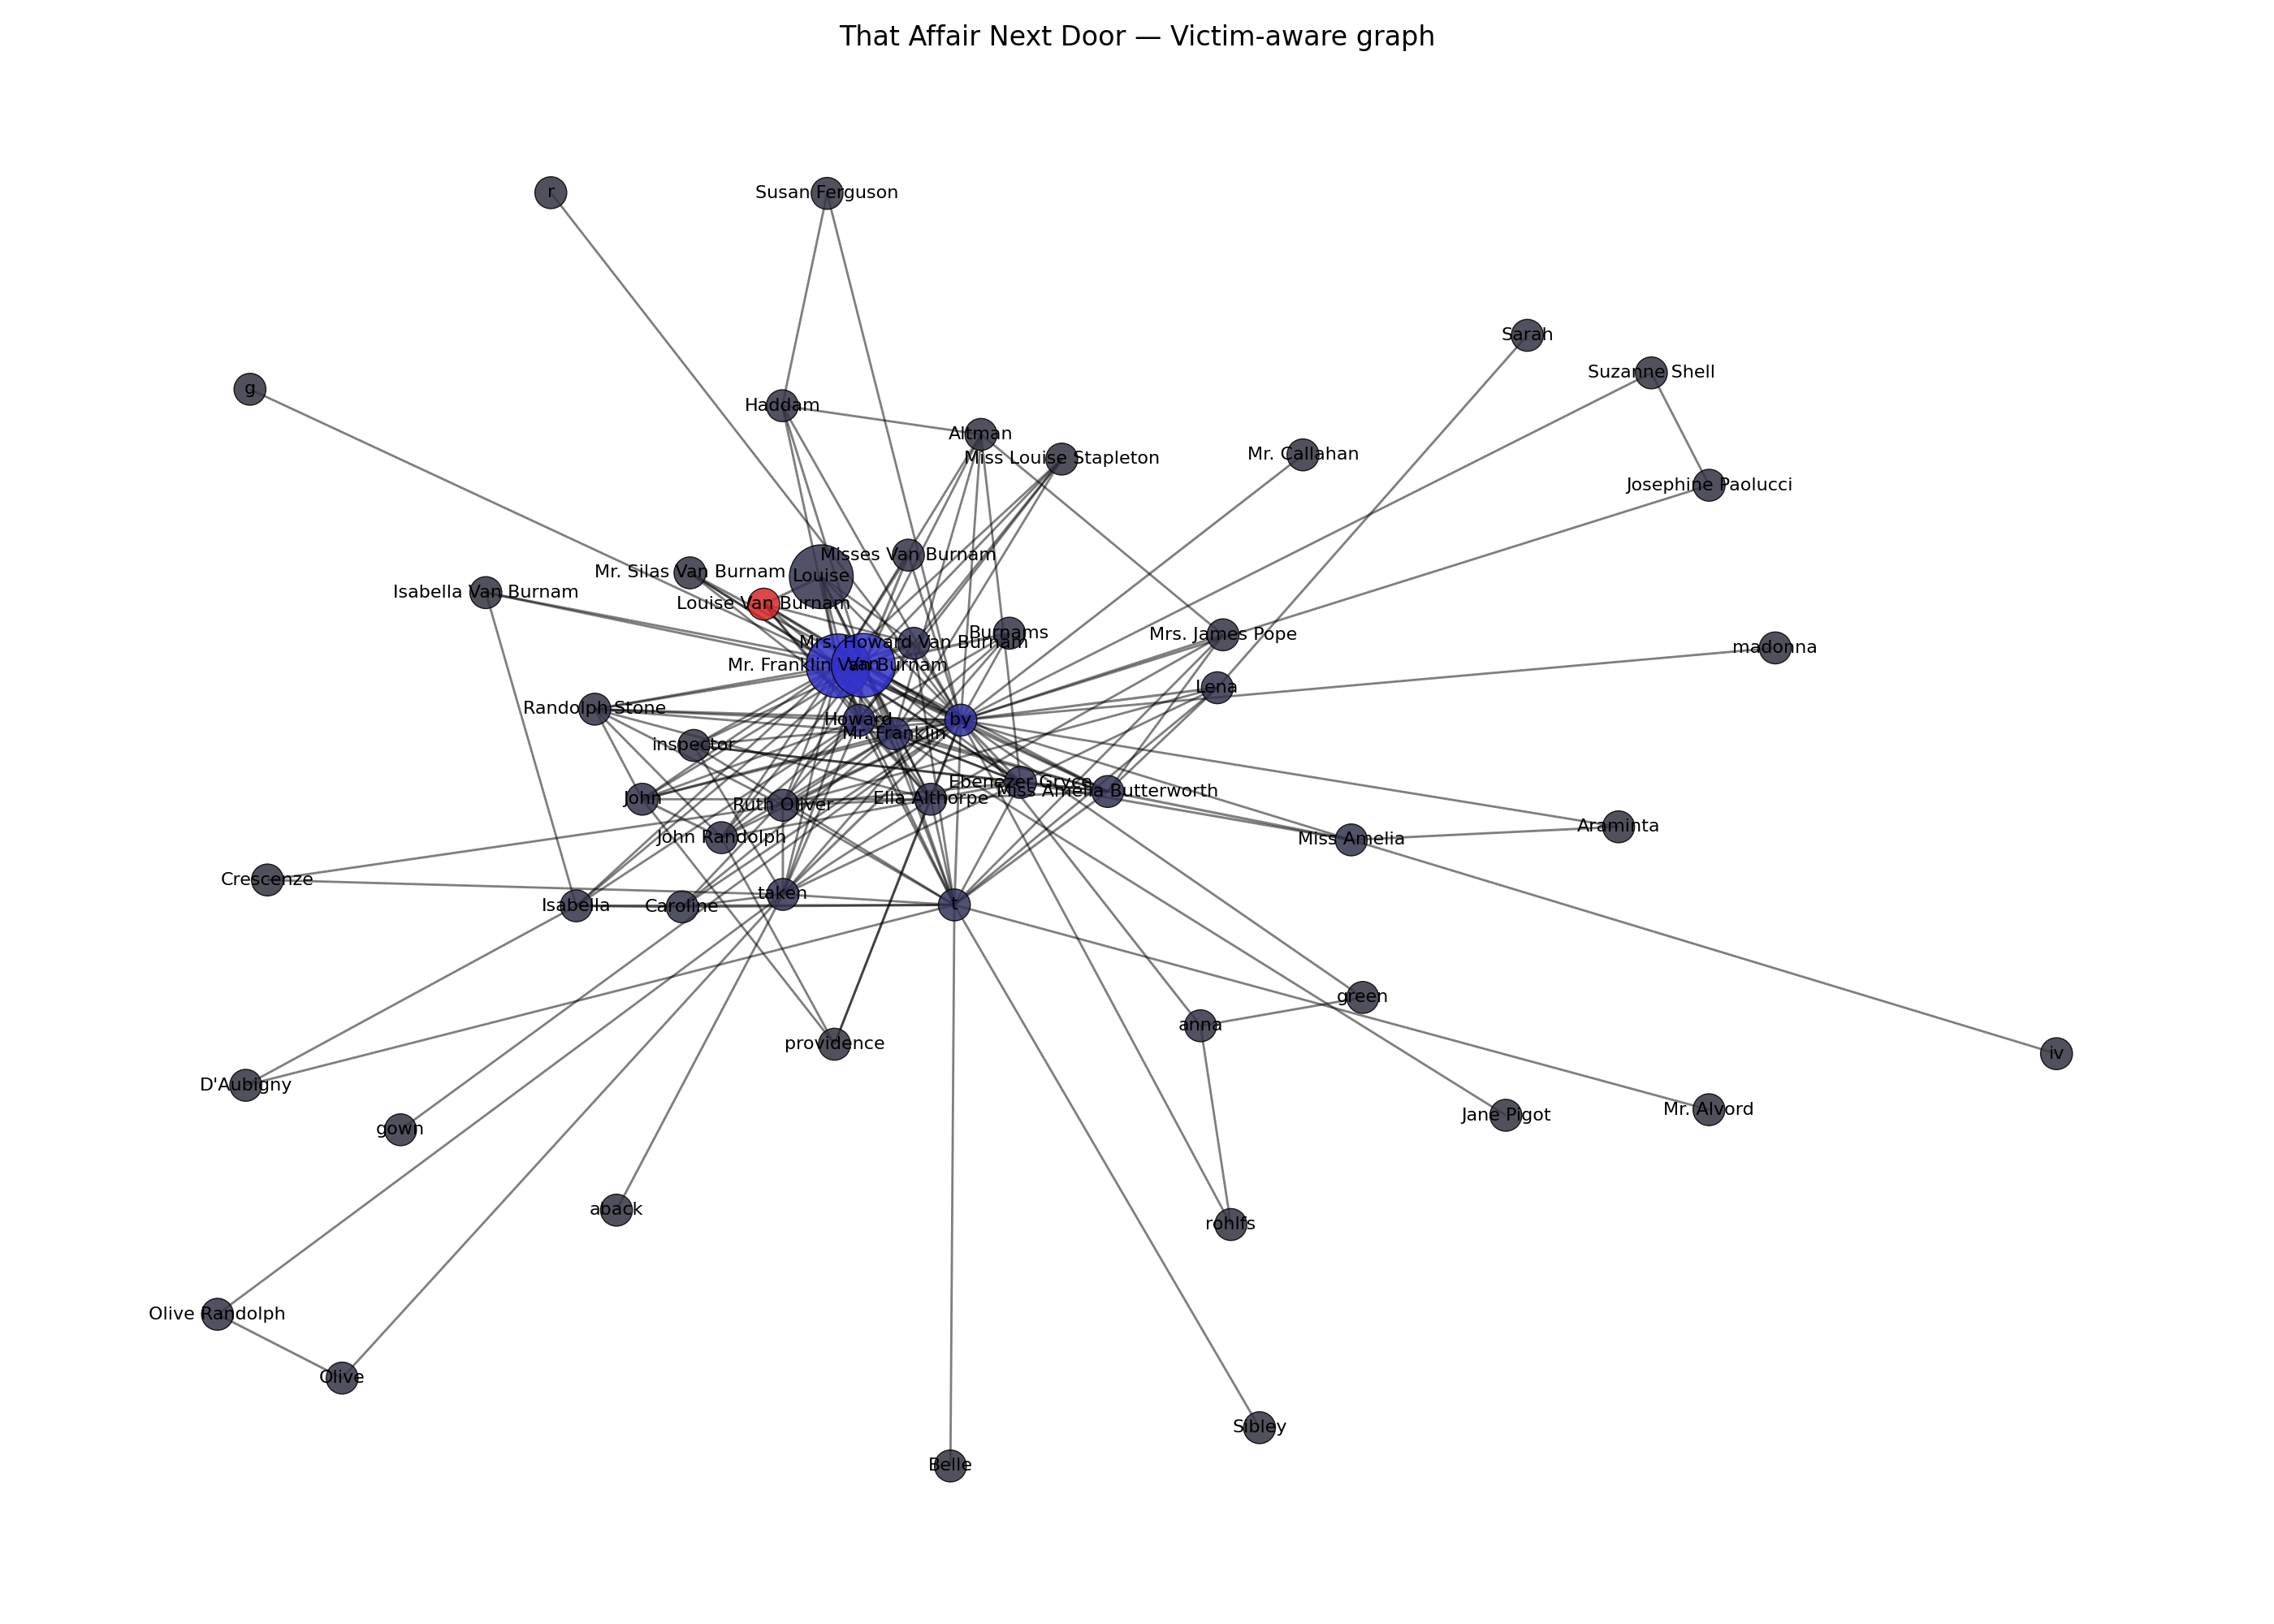 That Affair Next Door — Victim-aware graph
r
Susan Ferguson
Sarah
Suzanne Shell
g
Haddam
Altman
Miss Louise Stapleton
Mr. Callahan
Josephine Paolucci
Misses Van Burnam
Mr. Silas Van Burnam
Louise
Isabella Van Burnam
Louise Van Burnam
Burnams
Mrs. James Pope
Mrs. Howard Van Burnam
madonna
Mr. Franklin Van Burnam
Van
Lena
Randolph Stone
Howard
by
Mr. Franklin
inspector
Ebenezer Gryce
Miss Amelia Butterworth
John
Ruth Oliver
Ella Althorpe
Araminta
John Randolph
Miss Amelia
Crescenze
taken
Isabella
Caroline
t
green
anna
providence
iv
D'Aubigny
Mr. Alvord
Jane Pigot
gown
aback
rohlfs
Olive Randolph
Olive
Sibley
Belle